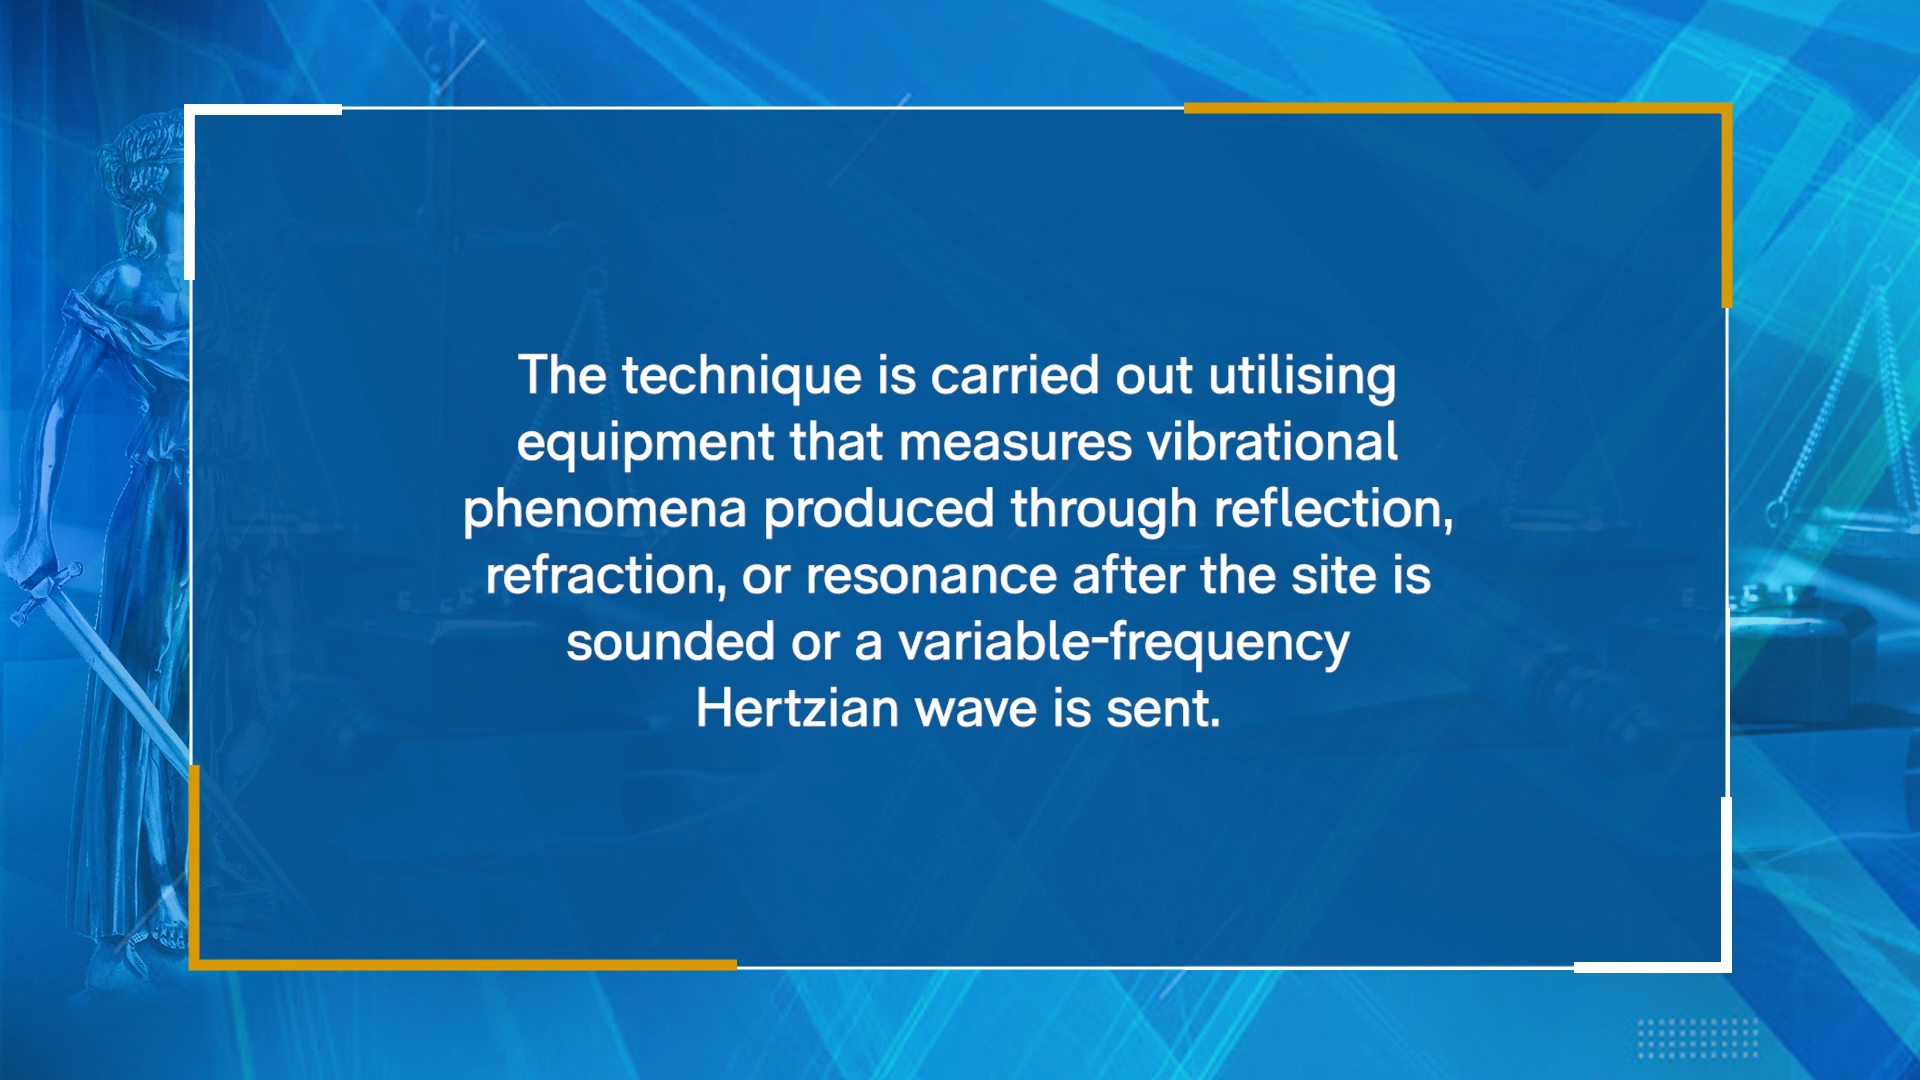 The technique is carried out utilising
equipment that measures vibrational
phenomena produced through reflection,
refraction, or resonance after the site is
sounded or a variable-frequency
Hertzian wave is sent.